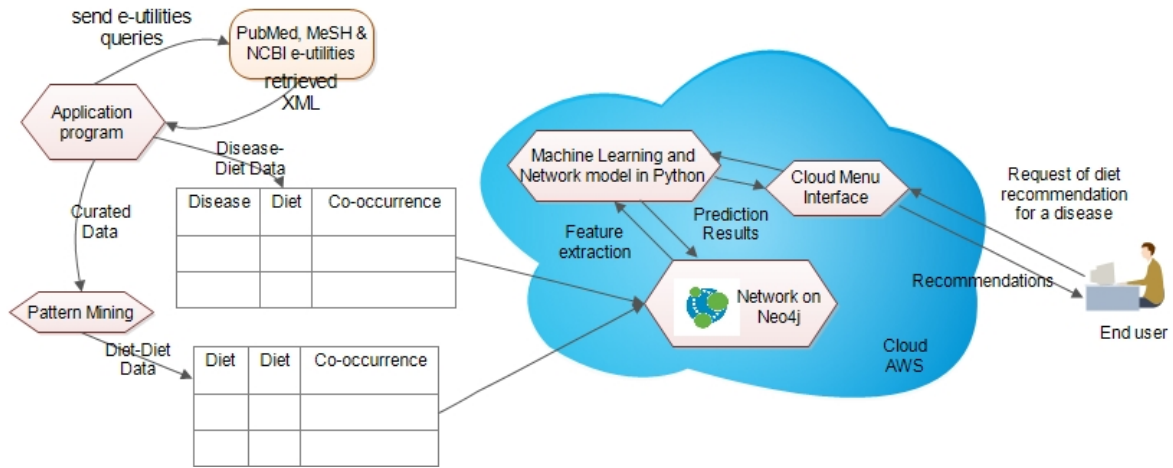 send e-utilities
queries
PubMed, MeSH &
NCBI e-utilities
retrieved
XML
Application
program
Disease-
Diet Data
Disease Diet Co-occurrence
Curated
Data
Pattern Mining
Diet-Diet
Data
Diet Diet Co-occurrence
Machine Learning and
Network model in Python
Cloud Menu
Interface
Feature
extraction
Prediction
Results
Network on
Neo4j
Cloud
AWS
Request of diet
recommendation
for a disease
Recommendations
End user